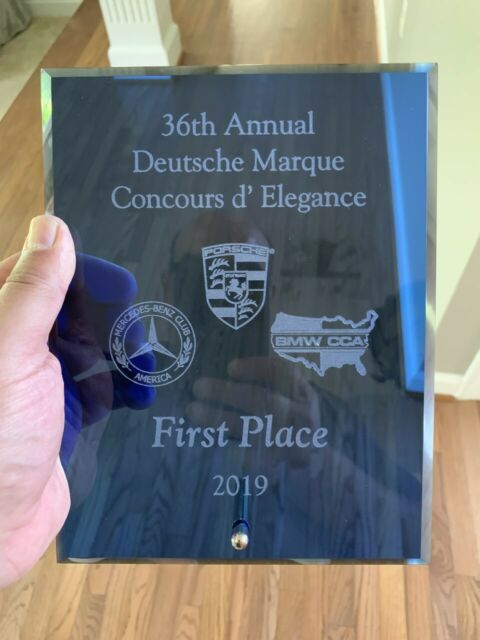 36th Annual
Deutsche Marque
Concours d' Elegance
PORSCHE
MERCEDES-BENZ CLUB
AMERICA
BMW CCA
First Place
2019